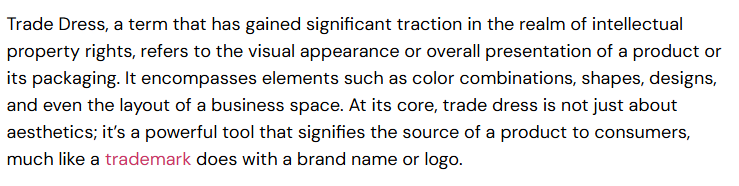 Trade Dress, a term that has gained significant traction in the realm of intellectual
property rights, refers to the visual appearance or overall presentation of a product or
its packaging. It encompasses elements such as color combinations, shapes, designs,
and even the layout of a business space. At its core, trade dress is not just about
aesthetics; it’s a powerful tool that signifies the source of a product to consumers,
much like a trademark does with a brand name or logo.